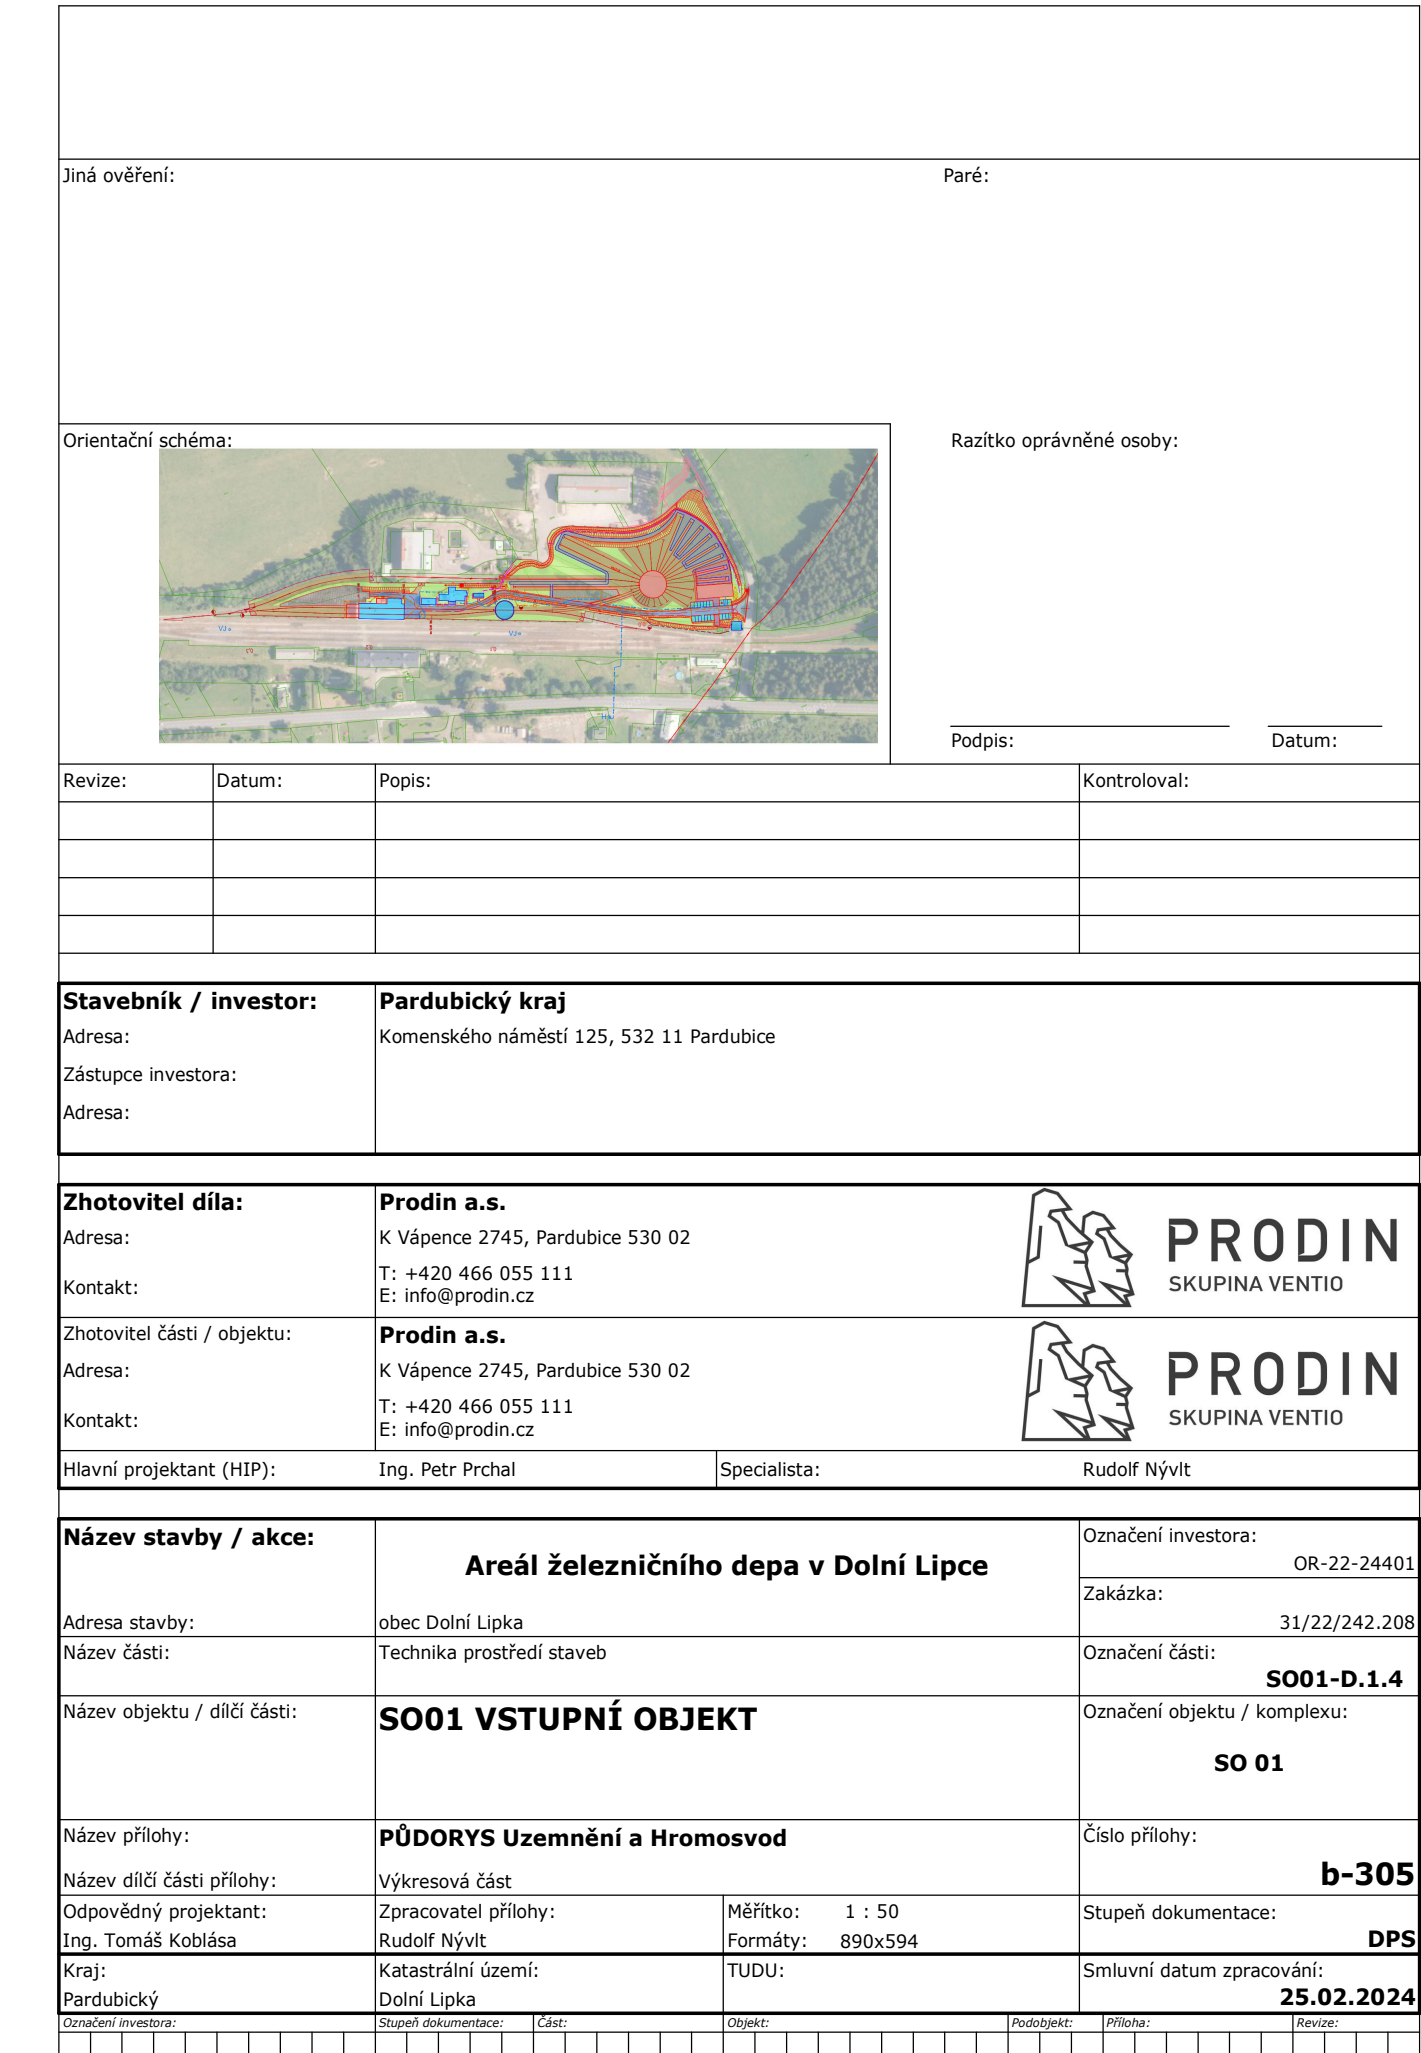 Jiná ověření:
Paré:
Orientační schéma:
Razítko oprávněné osoby:
Podpis:
Datum:
Revize:
Datum:
Popis:
Kontroloval:
Stavebník / investor:
Pardubický kraj
Adresa:
Komenského náměstí 125, 532 11 Pardubice
Zástupce investora:
Adresa:
Zhotovitel díla:
Prodin a.s.
Adresa:
K Vápence 2745, Pardubice 530 02
Kontakt:
T: +420 466 055 111
E: info@prodin.cz
PRODIN
SKUPINA VENTIO
Zhotovitel části / objektu:
Prodin a.s.
Adresa:
K Vápence 2745, Pardubice 530 02
Kontakt:
T: +420 466 055 111
E: info@prodin.cz
PRODIN
SKUPINA VENTIO
Hlavní projektant (HIP):
Ing. Petr Prchal
Specialista:
Rudolf Nývlt
Název stavby / akce:
Areál železničního depa v Dolní Lipce
Označení investora:
OR-22-24401
Zakázka:
31/22/242.208
Adresa stavby:
obec Dolní Lipka
Název části:
Technika prostředí staveb
Označení části:
SO01-D.1.4
Název objektu / dílčí části:
SO01 VSTUPNÍ OBJEKT
Označení objektu / komplexu:
SO 01
Název přílohy:
PŮDORYS Uzemnění a Hromosvod
Číslo přílohy:
b-305
Název dílčí části přílohy:
Výkresová část
Odpovědný projektant:
Ing. Tomáš Koblása
Zpracovatel přílohy:
Rudolf Nývlt
Měřítko: 1 : 50
Formáty: 890x594
Stupeň dokumentace:
DPS
Kraj:
Pardubický
Katastrální území:
Dolní Lipka
TUDU:
Smluvní datum zpracování:
25.02.2024
Označení investora:
Stupeň dokumentace:
Část:
Objekt:
Podobjekt:
Příloha:
Revize: